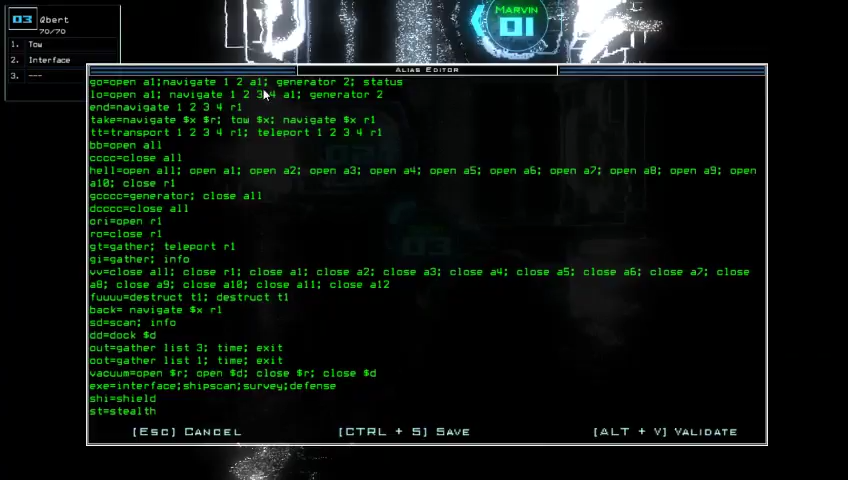 03 Qbert
70/70
1. Tow
2. Interface
3. ---
MARVIN
01
Alias Editor
go=open a1;navigate 1 2 a1; generator 2; status
lo=open a1; navigate 1 2 3 4 a1; generator 2
end=navigate 1 2 3 4 r1
take=navigate $x $r; tow $x; navigate $x r1
tt=transport 1 2 3 4 r1; teleport 1 2 3 4 r1
bb=open all
cccc=close all
hell=open all; open a1; open a2; open a3; open a4; open a5; open a6; open a7; open a8; open a9; open
a10; close r1
gcccc=generator; close all
dcccc=close all
ori=open r1
ro=close r1
gt=gather; teleport r1
gi=gather; info
vv=close all; close r1; close a1; close a2; close a3; close a4; close a5; close a6; close a7; close
a8; close a9; close a10; close a11; close a12
fuuuu=destruct t1; destruct t1
back= navigate $x r1
sd=scan; info
dd=dock $d
out=gather list 3; time; exit
oot=gather list 1; time; exit
vacuum=open $r; open $d; close $r; close $d
exe=interface;shipscan;survey;defense
shi=shield
st=stealth
[Esc] Cancel
[CTRL + S] Save
[ALT + V] Validate